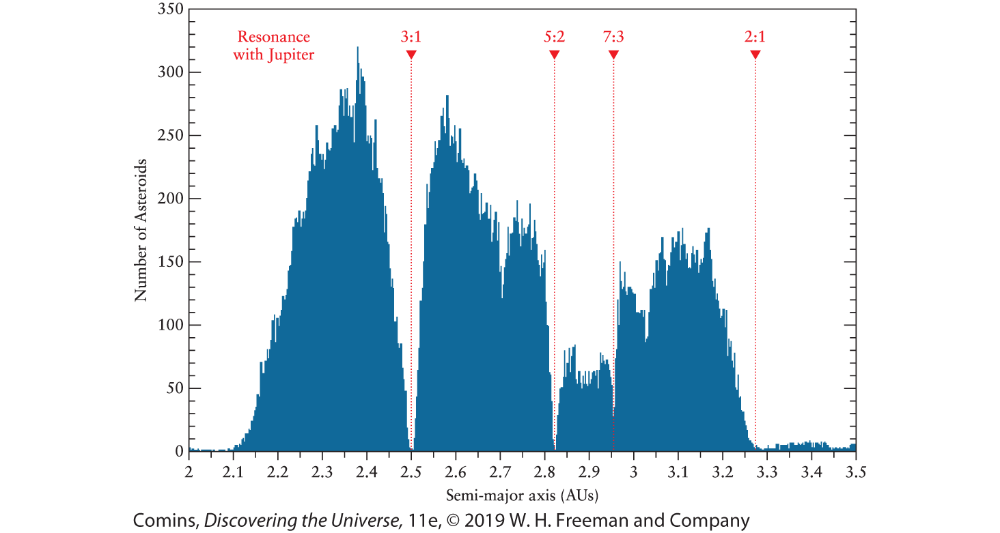 350
300
250
200
150
100
50
0
Number of Asteroids
Resonance
with Jupiter
3:1
5:2
7:3
2:1
2 2.1 2.2 2.3 2.4 2.5 2.6 2.7 2.8 2.9 3 3.1 3.2 3.3 3.4 3.5
Semi-major axis (AUs)
Comins, Discovering the Universe, 11e, © 2019 W. H. Freeman and Company